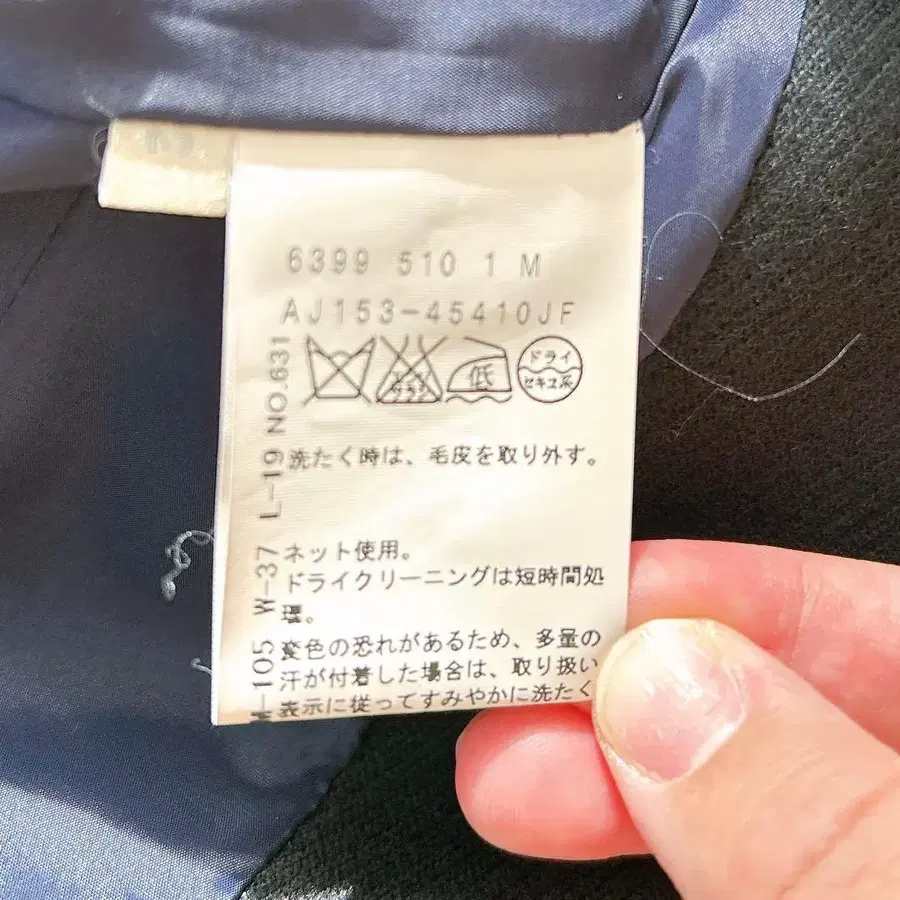 6399 510 1 M
AJ153-45410JF
低
ドライ
セキユ系
洗たく時は、毛皮を取り外す。
ネット使用。
ドライクリーニングは短時間処
理。
変色の恐れがあるため、多量の
汗が付着した場合は、取り扱い
表示に従ってすみやかに洗たく
M-105 W-37 L-19 NO.631